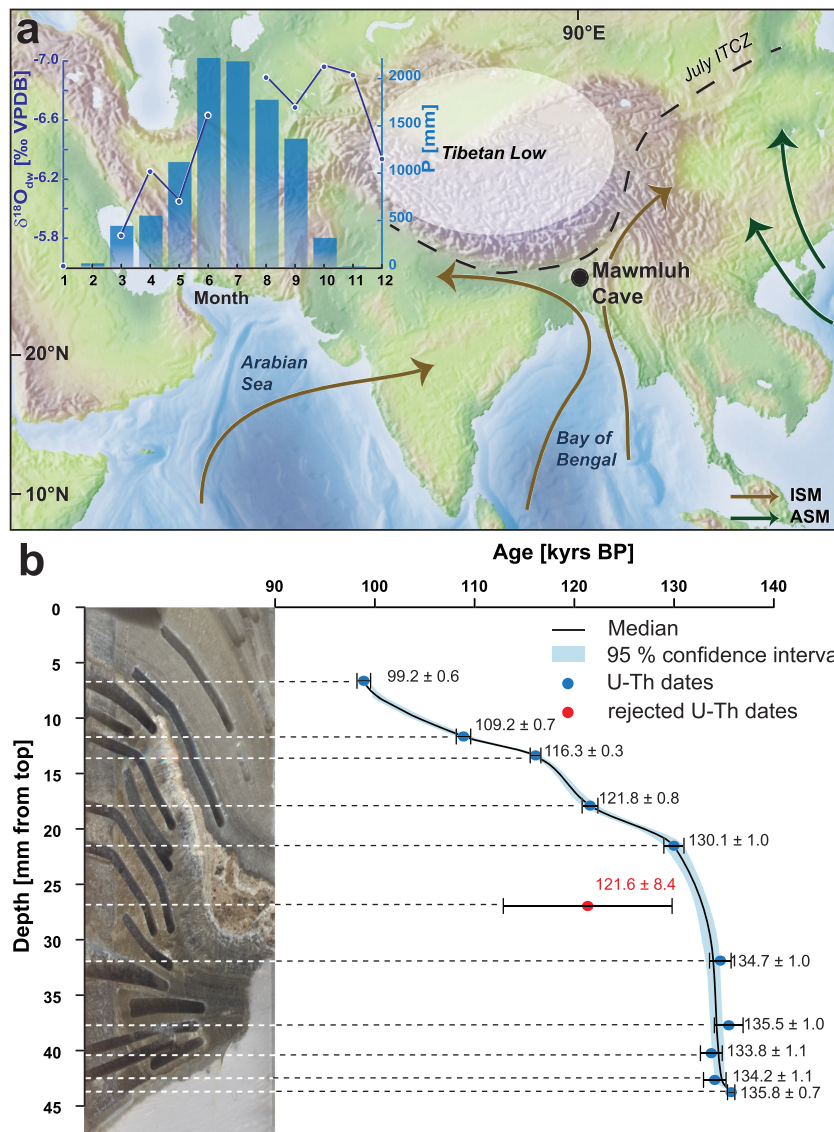 a
90°E
July ITCZ
-7.0
-6.6
-6.2
-5.8
δ18Odw [‰ VPDB]
2000
1500
1000
500
0
P [mm]
1 2 3 4 5 6 7 8 9 10 11 12
Month
Tibetan Low
Mawmluh
Cave
20°N
Arabian
Sea
Bay of
Bengal
10°N
ISM
ASM
b
Age [kyrs BP]
90 100 110 120 130 140
Depth [mm from top]
0
5
10
15
20
25
30
35
40
45
Median
95 % confidence interva
U-Th dates
rejected U-Th dates
99.2 ± 0.6
109.2 ± 0.7
116.3 ± 0.3
121.8 ± 0.8
130.1 ± 1.0
121.6 ± 8.4
134.7 ± 1.0
135.5 ± 1.0
133.8 ± 1.1
134.2 ± 1.1
135.8 ± 0.7